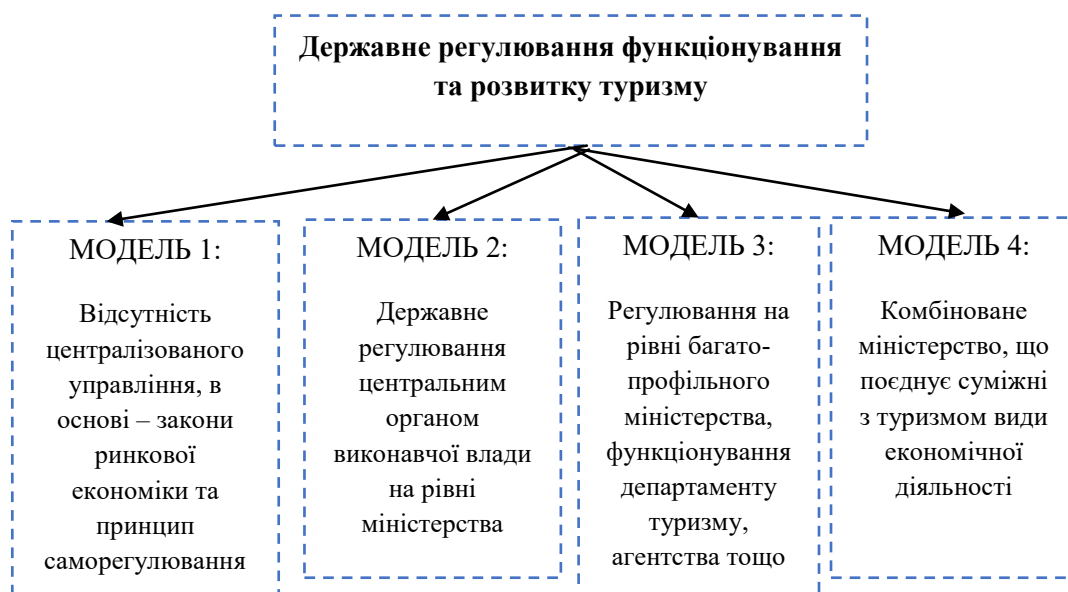 Державне регулювання функціонування
та розвитку туризму
МОДЕЛЬ 1:
Відсутність
централізованого
управління, в
основі – закони
ринкової
економіки та
принцип
саморегулювання
МОДЕЛЬ 2:
Державне
регулювання
центральним
органом
виконавчої влади
на рівні
міністерства
МОДЕЛЬ 3:
Регулювання на
рівні багато-
профільного
міністерства,
функціонування
департаменту
туризму,
агентства тощо
МОДЕЛЬ 4:
Комбіноване
міністерство, що
поєднує суміжні
з туризмом види
економічної
діяльності